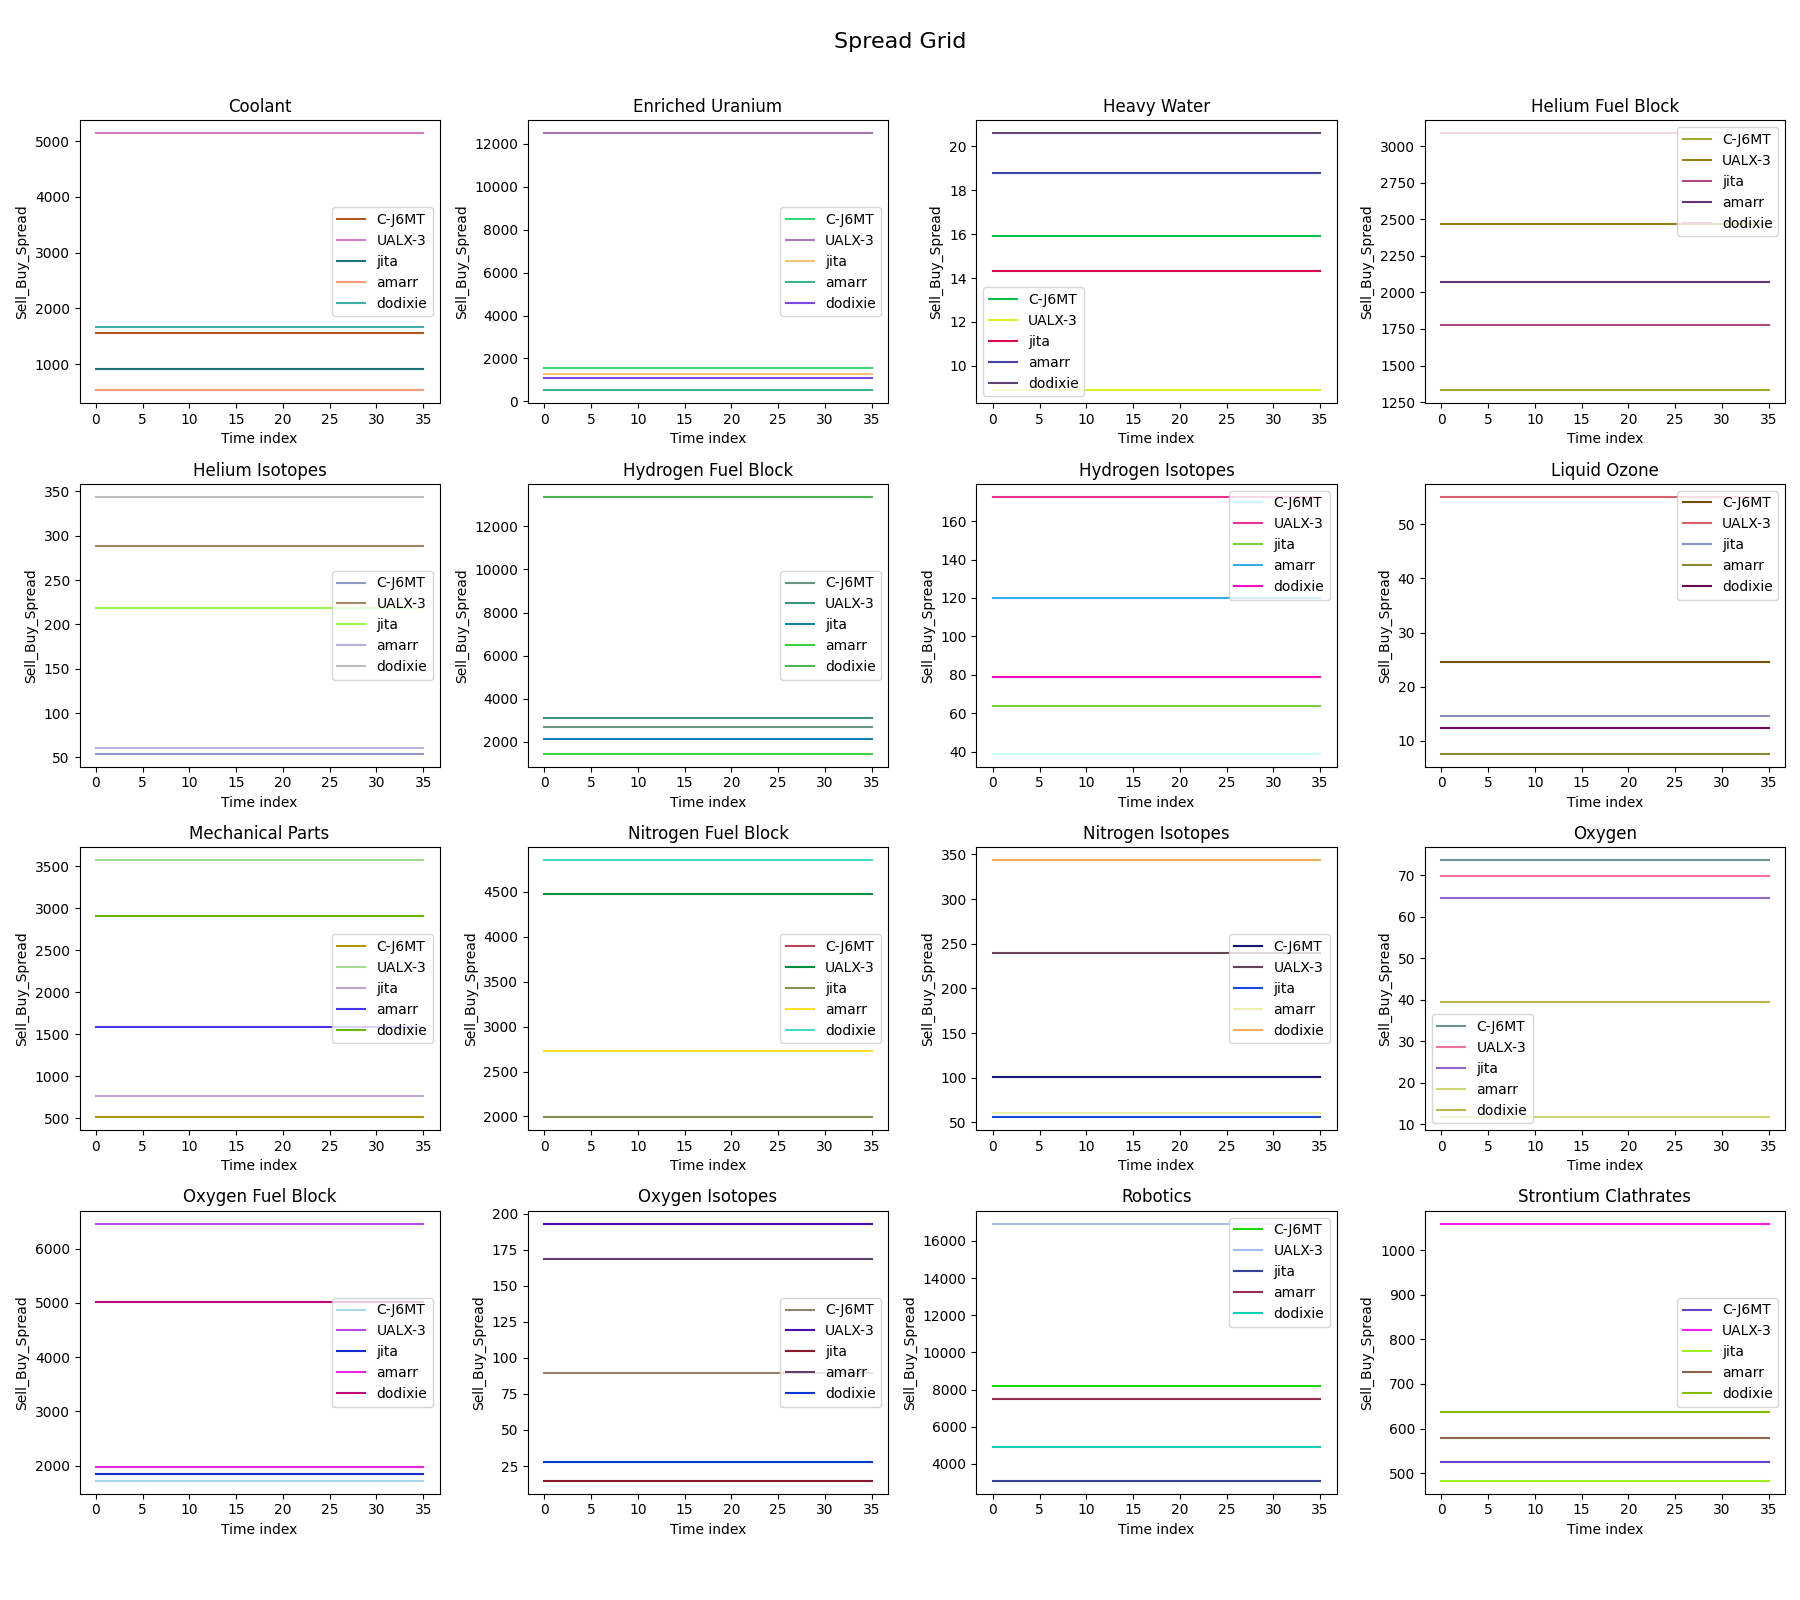 Spread Grid
Coolant
Sell_Buy_Spread
5000
4000
3000
2000
1000
C-J6MT
UALX-3
jita
amarr
dodixie
0 5 10 15 20 25 30 35
Time index
Enriched Uranium
Sell_Buy_Spread
12000
10000
8000
6000
4000
2000
0
C-J6MT
UALX-3
jita
amarr
dodixie
0 5 10 15 20 25 30 35
Time index
Heavy Water
Sell_Buy_Spread
20
18
16
14
12
10
C-J6MT
UALX-3
jita
amarr
dodixie
0 5 10 15 20 25 30 35
Time index
Helium Fuel Block
Sell_Buy_Spread
3000
2750
2500
2250
2000
1750
1500
1250
C-J6MT
UALX-3
jita
amarr
dodixie
0 5 10 15 20 25 30 35
Time index
Helium Isotopes
Sell_Buy_Spread
350
300
250
200
150
100
50
C-J6MT
UALX-3
jita
amarr
dodixie
0 5 10 15 20 25 30 35
Time index
Hydrogen Fuel Block
Sell_Buy_Spread
12000
10000
8000
6000
4000
2000
C-J6MT
UALX-3
jita
amarr
dodixie
0 5 10 15 20 25 30 35
Time index
Hydrogen Isotopes
Sell_Buy_Spread
160
140
120
100
80
60
40
C-J6MT
UALX-3
jita
amarr
dodixie
0 5 10 15 20 25 30 35
Time index
Liquid Ozone
Sell_Buy_Spread
50
40
30
20
10
C-J6MT
UALX-3
jita
amarr
dodixie
0 5 10 15 20 25 30 35
Time index
Mechanical Parts
Sell_Buy_Spread
3500
3000
2500
2000
1500
1000
500
C-J6MT
UALX-3
jita
amarr
dodixie
0 5 10 15 20 25 30 35
Time index
Nitrogen Fuel Block
Sell_Buy_Spread
4500
4000
3500
3000
2500
2000
C-J6MT
UALX-3
jita
amarr
dodixie
0 5 10 15 20 25 30 35
Time index
Nitrogen Isotopes
Sell_Buy_Spread
350
300
250
200
150
100
50
C-J6MT
UALX-3
jita
amarr
dodixie
0 5 10 15 20 25 30 35
Time index
Oxygen
Sell_Buy_Spread
70
60
50
40
30
20
10
C-J6MT
UALX-3
jita
amarr
dodixie
0 5 10 15 20 25 30 35
Time index
Oxygen Fuel Block
Sell_Buy_Spread
6000
5000
4000
3000
2000
C-J6MT
UALX-3
jita
amarr
dodixie
0 5 10 15 20 25 30 35
Time index
Oxygen Isotopes
Sell_Buy_Spread
200
175
150
125
100
75
50
25
C-J6MT
UALX-3
jita
amarr
dodixie
0 5 10 15 20 25 30 35
Time index
Robotics
Sell_Buy_Spread
16000
14000
12000
10000
8000
6000
4000
C-J6MT
UALX-3
jita
amarr
dodixie
0 5 10 15 20 25 30 35
Time index
Strontium Clathrates
Sell_Buy_Spread
1000
900
800
700
600
500
C-J6MT
UALX-3
jita
amarr
dodixie
0 5 10 15 20 25 30 35
Time index